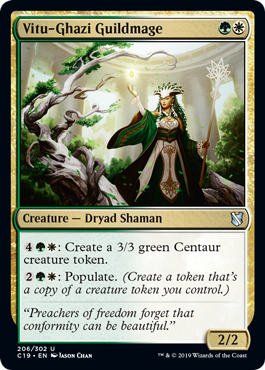 Vitu-Ghazi Guildmage
Creature — Dryad Shaman
4: Create a 3/3 green Centaur
creature token.
2: Populate. (Create a token that's
a copy of a creature token you control.)
"Preachers of freedom forget that
conformity can be beautiful."
2/2
206/302 U
C19 • EN Jason Chan
™ & © 2019 Wizards of the Coast